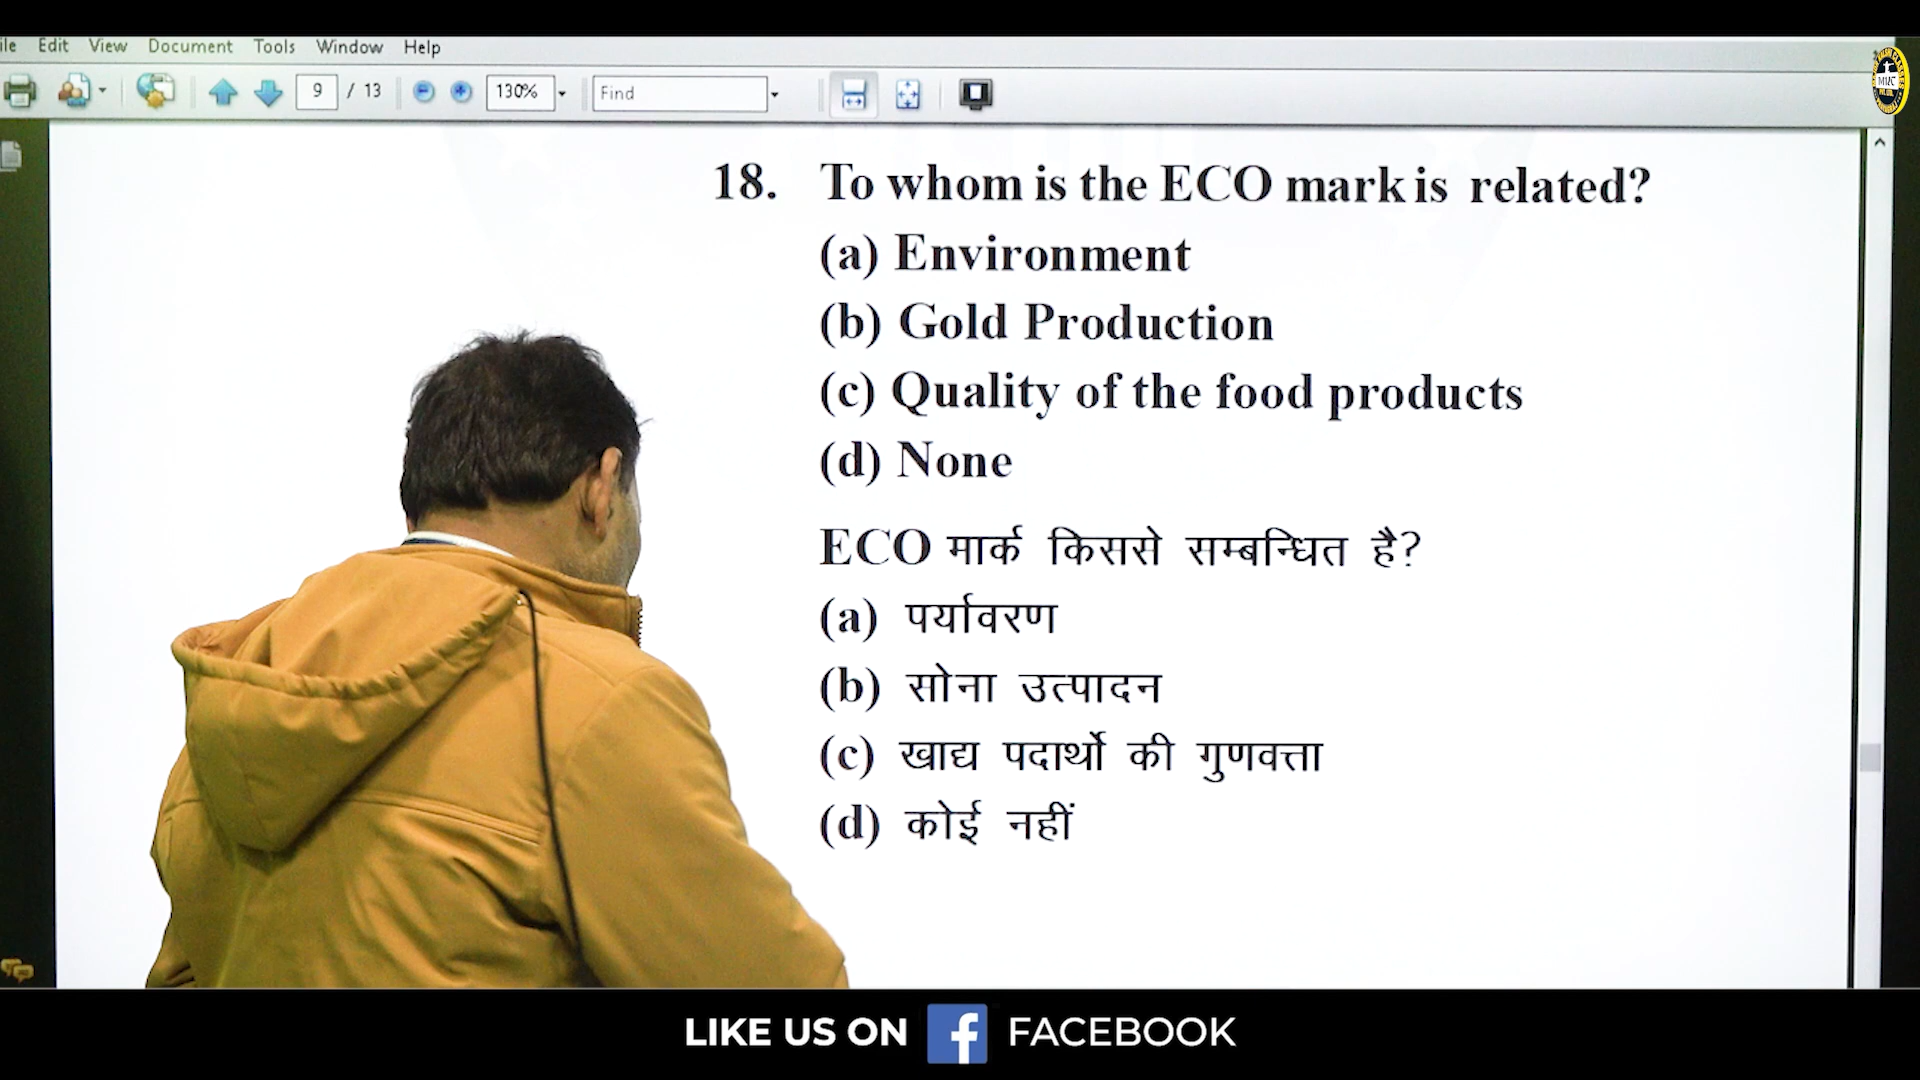 Edit View Document Tools Window Help
9 / 13 130% Find
18. To whom is the ECO mark is related?
(a) Environment
(b) Gold Production
(c) Quality of the food products
(d) None
ECO मार्क किससे सम्बन्धित है?
(a) पर्यावरण
(b) सोना उत्पादन
(c) खाद्य पदार्थो की गुणवत्ता
(d) कोई नहीं
LIKE US ON f FACEBOOK